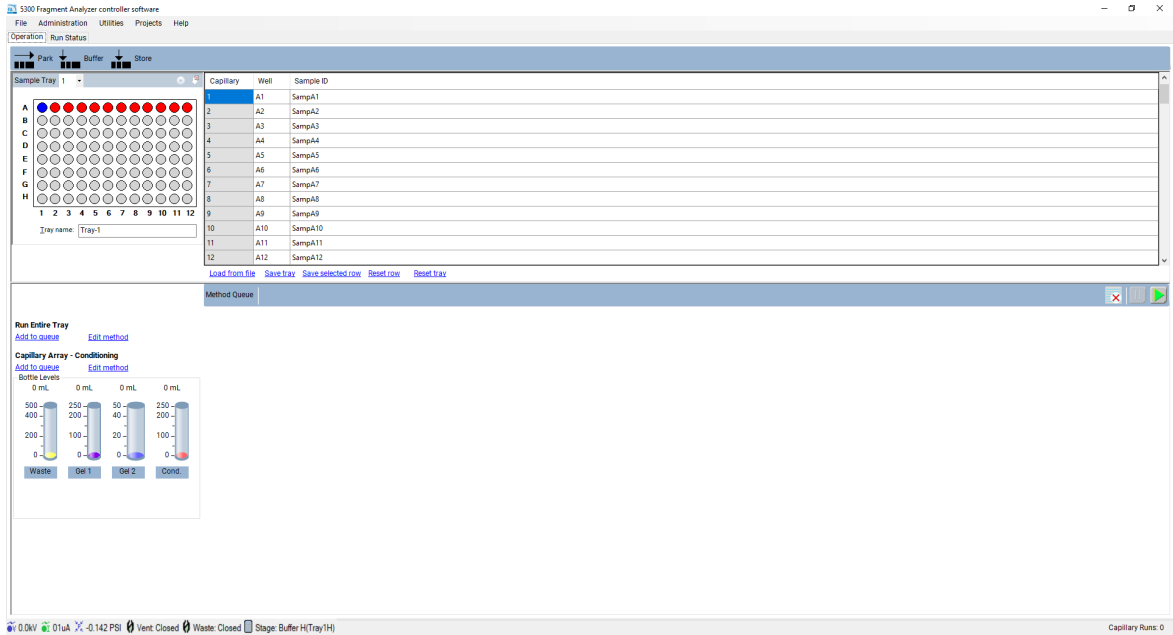 5300 Fragment Analyzer controller software
File Administration Utilities Projects Help
Operation Run Status
Park Buffer Store
Sample Tray 1
Capillary Well Sample ID
1 A1 SampA1
2 A2 SampA2
3 A3 SampA3
4 A4 SampA4
5 A5 SampA5
6 A6 SampA6
7 A7 SampA7
8 A8 SampA8
9 A9 SampA9
10 A10 SampA10
11 A11 SampA11
12 A12 SampA12
A
B
C
D
E
F
G
H
1 2 3 4 5 6 7 8 9 10 11 12
Tray name: Tray-1
Load from file Save tray Save selected row Reset row Reset tray
Method Queue
Run Entire Tray
Add to queue Edit method
Capillary Array - Conditioning
Add to queue Edit method
Bottle Levels
0 mL 0 mL 0 mL 0 mL
500 250 50 250
400 200 40 200
200 100 20 100
0 0 0 0
Waste Gel 1 Gel 2 Cond.
0.0kV 01uA -0.142 PSI Vent: Closed Waste: Closed Stage: Buffer H(Tray1H) Capillary Runs: 0